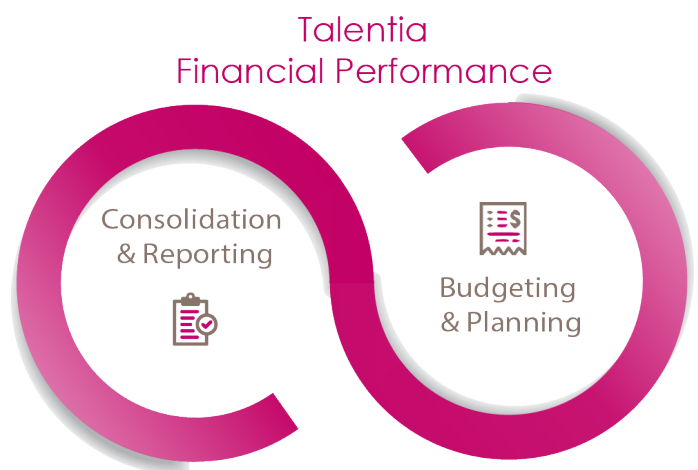 Talentia
Financial Performance
Consolidation
& Reporting
$
Budgeting
& Planning